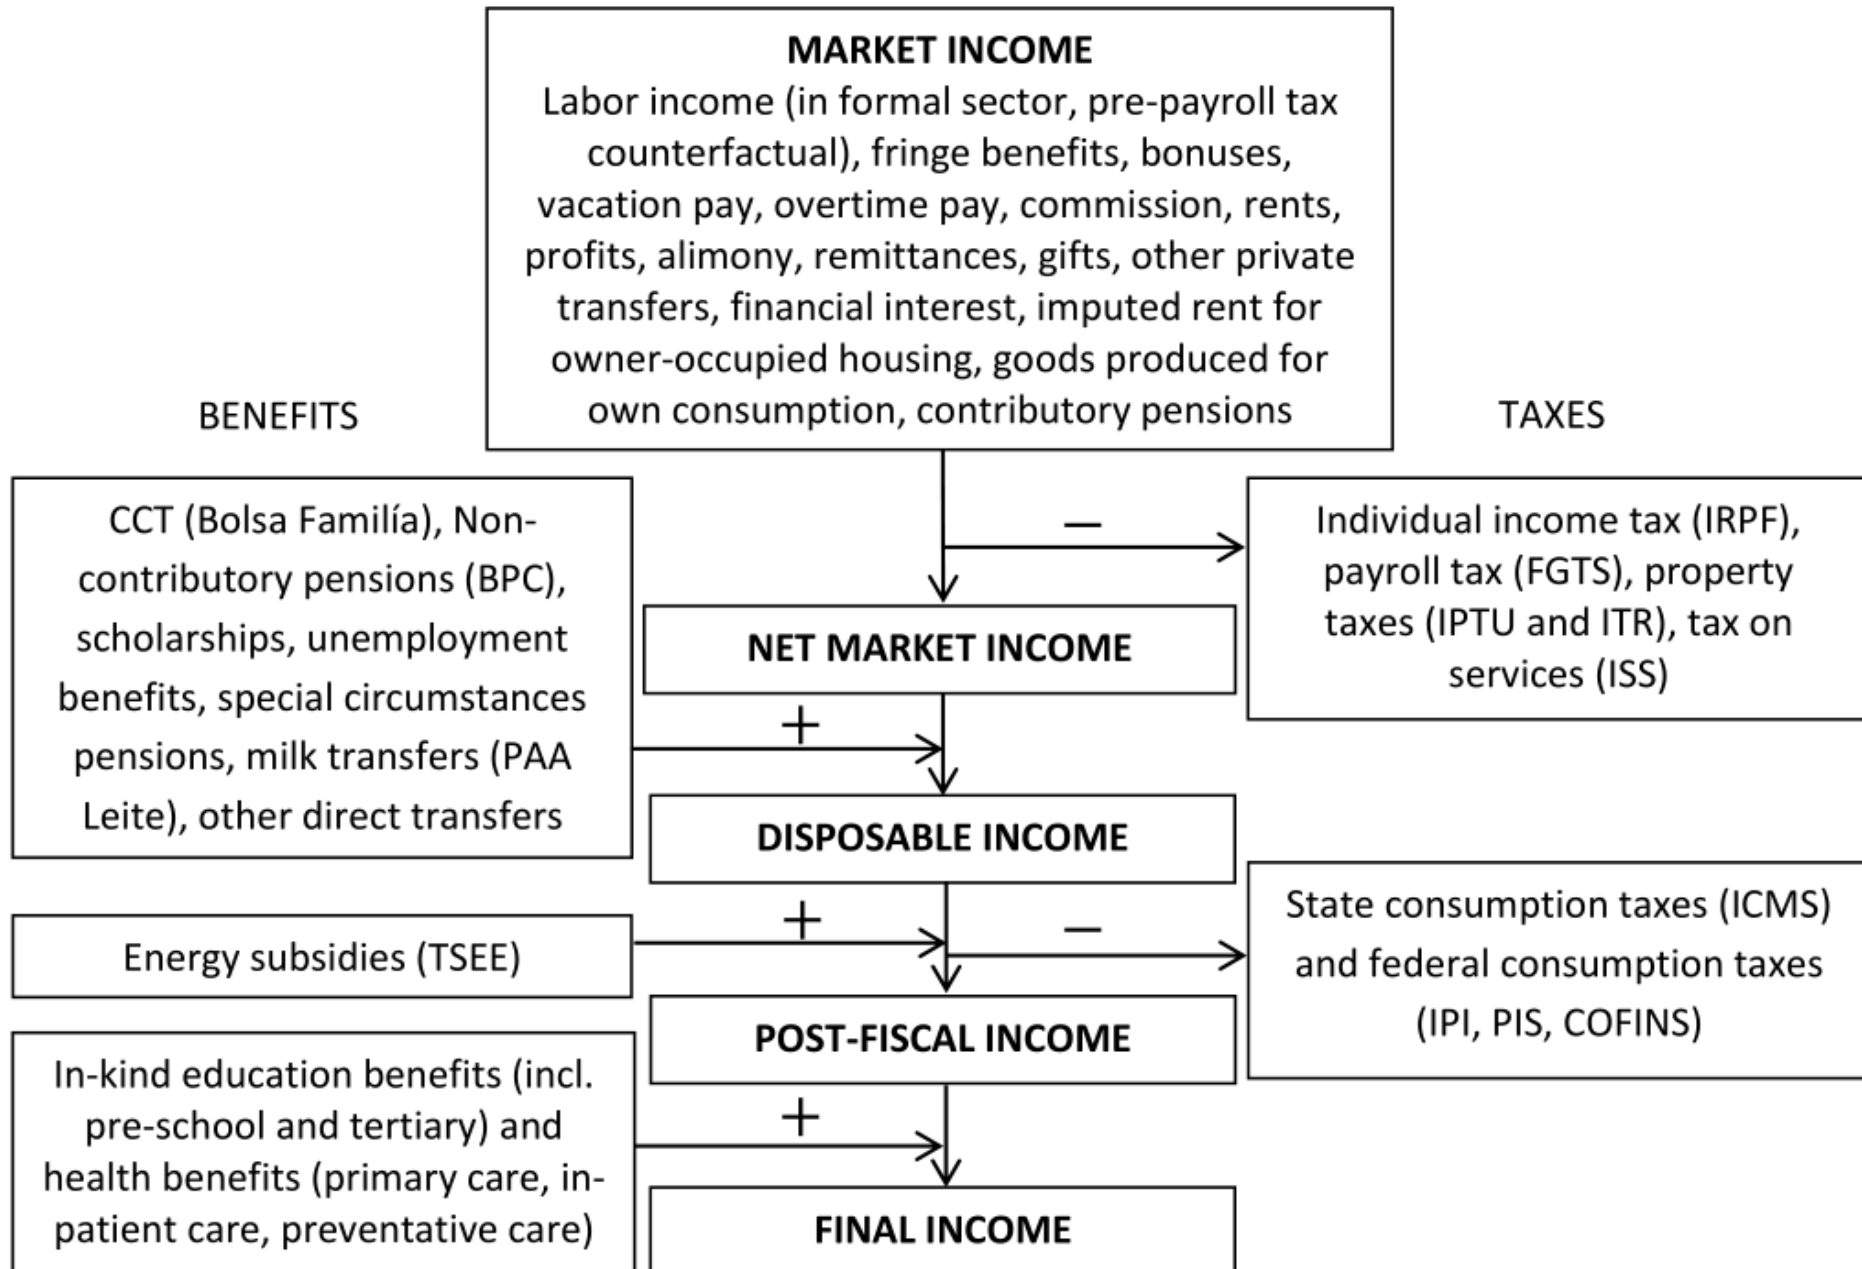 MARKET INCOME
Labor income (in formal sector, pre-payroll tax
counterfactual), fringe benefits, bonuses,
vacation pay, overtime pay, commission, rents,
profits, alimony, remittances, gifts, other private
transfers, financial interest, imputed rent for
owner-occupied housing, goods produced for
own consumption, contributory pensions
BENEFITS
TAXES
CCT (Bolsa Familía), Non-
contributory pensions (BPC),
scholarships, unemployment
benefits, special circumstances
pensions, milk transfers (PAA
Leite), other direct transfers
−
Individual income tax (IRPF),
payroll tax (FGTS), property
taxes (IPTU and ITR), tax on
services (ISS)
NET MARKET INCOME
+
DISPOSABLE INCOME
Energy subsidies (TSEE)
+
−
State consumption taxes (ICMS)
and federal consumption taxes
(IPI, PIS, COFINS)
POST-FISCAL INCOME
In-kind education benefits (incl.
pre-school and tertiary) and
health benefits (primary care, in-
patient care, preventative care)
+
FINAL INCOME